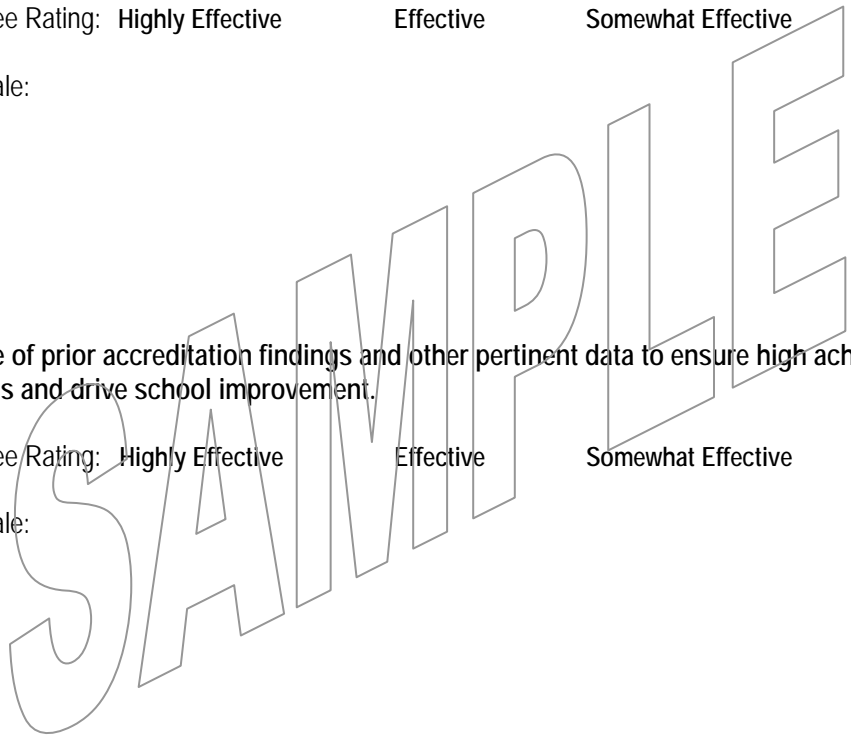 ee Rating: Highly Effective Effective Somewhat Effective
ale:
e of prior accreditation findings and other pertinent data to ensure high ach
s and drive school improvement.
ee Rating: Highly Effective Effective Somewhat Effective
ale:
SAMPLE